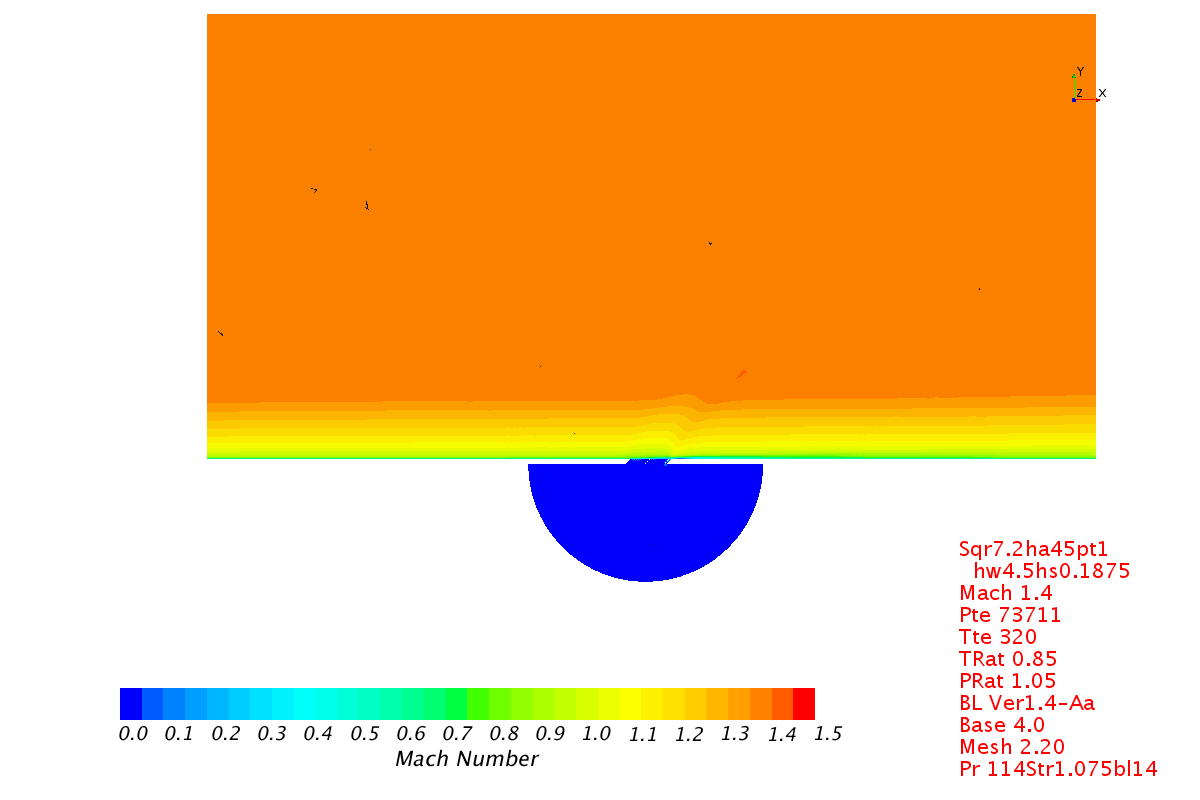 Y
Z X
Sqr7.2ha45pt1
hw4.5hs0.1875
Mach 1.4
Pte 73711
Tte 320
TRat 0.85
PRat 1.05
BL Ver1.4-Aa
Base 4.0
Mesh 2.20
Pr 114Str1.075bl14
0.0 0.1 0.2 0.3 0.4 0.5 0.6 0.7 0.8 0.9 1.0 1.1 1.2 1.3 1.4 1.5
Mach Number